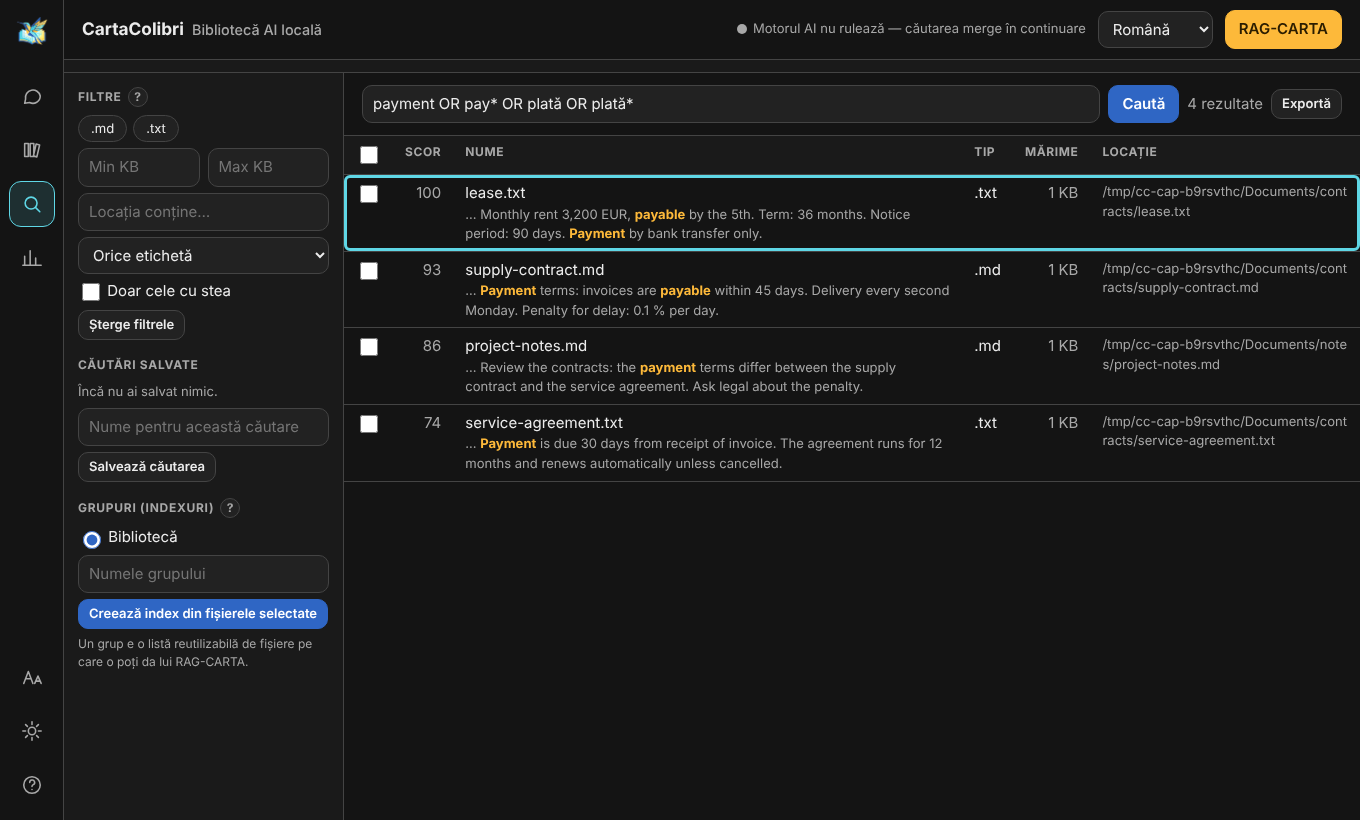 CartaColibri Bibliotecă AI locală
Motorul AI nu rulează — căutarea merge în continuare
Română
RAG-CARTA
FILTRE ?
.md .txt
Min KB Max KB
Locația conține...
Orice etichetă
Doar cele cu stea
Șterge filtrele
CĂUTĂRI SALVATE
Încă nu ai salvat nimic.
Nume pentru această căutare
Salvează căutarea
GRUPURI (INDEXURI) ?
Bibliotecă
Numele grupului
Creează index din fișierele selectate
Un grup e o listă reutilizabilă de fișiere pe
care o poți da lui RAG-CARTA.
AA
?
payment OR pay* OR plată OR plată*
Caută
4 rezultate
Exportă
SCOR NUME TIP MĂRIME LOCAȚIE
100 lease.txt .txt 1 KB /tmp/cc-cap-b9rsvthc/Documents/cont
racts/lease.txt
... Monthly rent 3,200 EUR, payable by the 5th. Term: 36 months. Notice
period: 90 days. Payment by bank transfer only.
93 supply-contract.md .md 1 KB /tmp/cc-cap-b9rsvthc/Documents/cont
racts/supply-contract.md
... Payment terms: invoices are payable within 45 days. Delivery every second
Monday. Penalty for delay: 0.1 % per day.
86 project-notes.md .md 1 KB /tmp/cc-cap-b9rsvthc/Documents/note
s/project-notes.md
... Review the contracts: the payment terms differ between the supply
contract and the service agreement. Ask legal about the penalty.
74 service-agreement.txt .txt 1 KB /tmp/cc-cap-b9rsvthc/Documents/cont
racts/service-agreement.txt
... Payment is due 30 days from receipt of invoice. The agreement runs for 12
months and renews automatically unless cancelled.